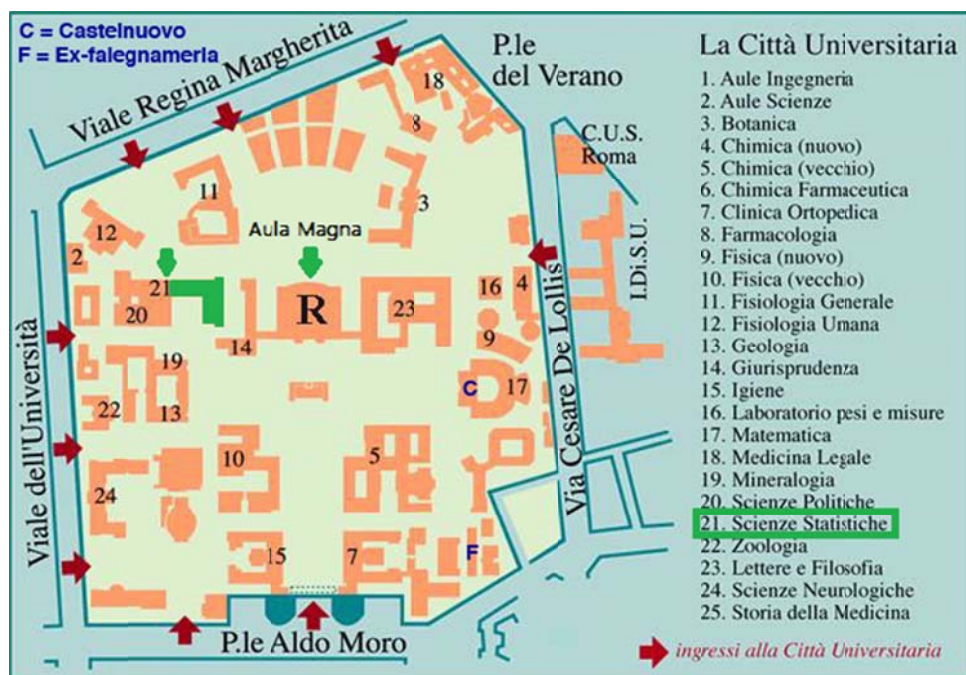 C = Castelnuovo
F = Ex-falegnameria
Viale Regina Margherita
P.le
del Verano
18
8
C.U.S.
Roma
11
3
12
Aula Magna
2
I.Di.S.U.
21
16
4
20
R
23
9
14
19
C
17
22
13
Viale dell'Università
Via Cesare De Lollis
10
5
24
15
7
F
P.le Aldo Moro
La Città Universitaria
1. Aule Ingegneria
2. Aule Scienze
3. Botanica
4. Chimica (nuovo)
5. Chimica (vecchio)
6. Chimica Farmaceutica
7. Clinica Ortopedica
8. Farmacologia
9. Fisica (nuovo)
10. Fisica (vecchio)
11. Fisiologia Generale
12. Fisiologia Umana
13. Geologia
14. Giurisprudenza
15. Igiene
16. Laboratorio pesi e misure
17. Matematica
18. Medicina Legale
19. Mineralogia
20. Scienze Politiche
21. Scienze Statistiche
22. Zoologia
23. Lettere e Filosofia
24. Scienze Neurologiche
25. Storia della Medicina
ingressi alla Città Universitaria